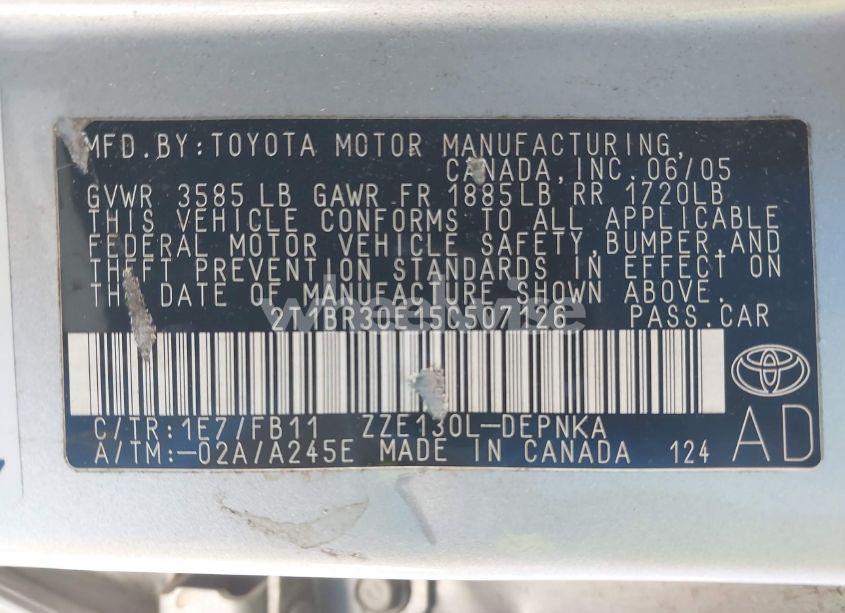 MFD.BY:TOYOTA MOTOR MANUFACTURING,
CANADA,INC.06/05
GVWR 3585 LB GAWR FR 1885LB RR 1720LB
THIS VEHICLE CONFORMS TO ALL APPLICABLE
FEDERAL MOTOR VEHICLE SAFETY,BUMPER,AND
THEFT PREVENTION STANDARDS IN EFFECT ON
THE DATE OF MANUFACTURE SHOWN ABOVE.
2T1BR30E15C507126 PASS.CAR
C/TR:1E7/FB11 ZZE130L-DEPNKA
A/TM:-02A/A245E MADE IN CANADA 124
AD